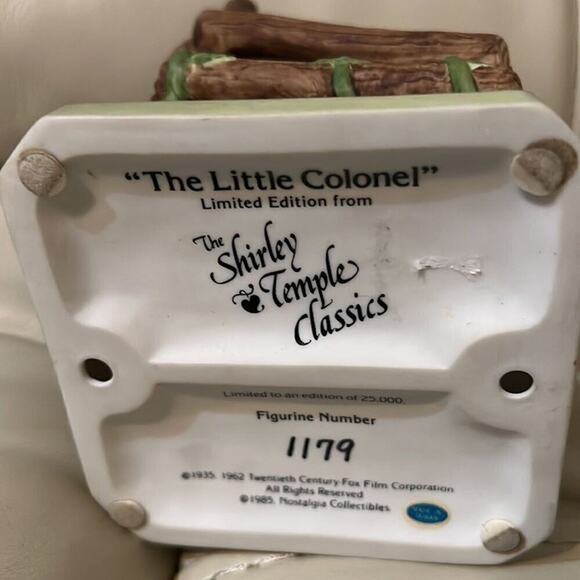 “The Little Colonel”
Limited Edition from
The
Shirley
Temple
Classics
Limited to an edition of 25,000.
Figurine Number
1179
©1935, 1962 Twentieth Century-Fox Film Corporation
All Rights Reserved
©1985, Nostalgia Collectibles